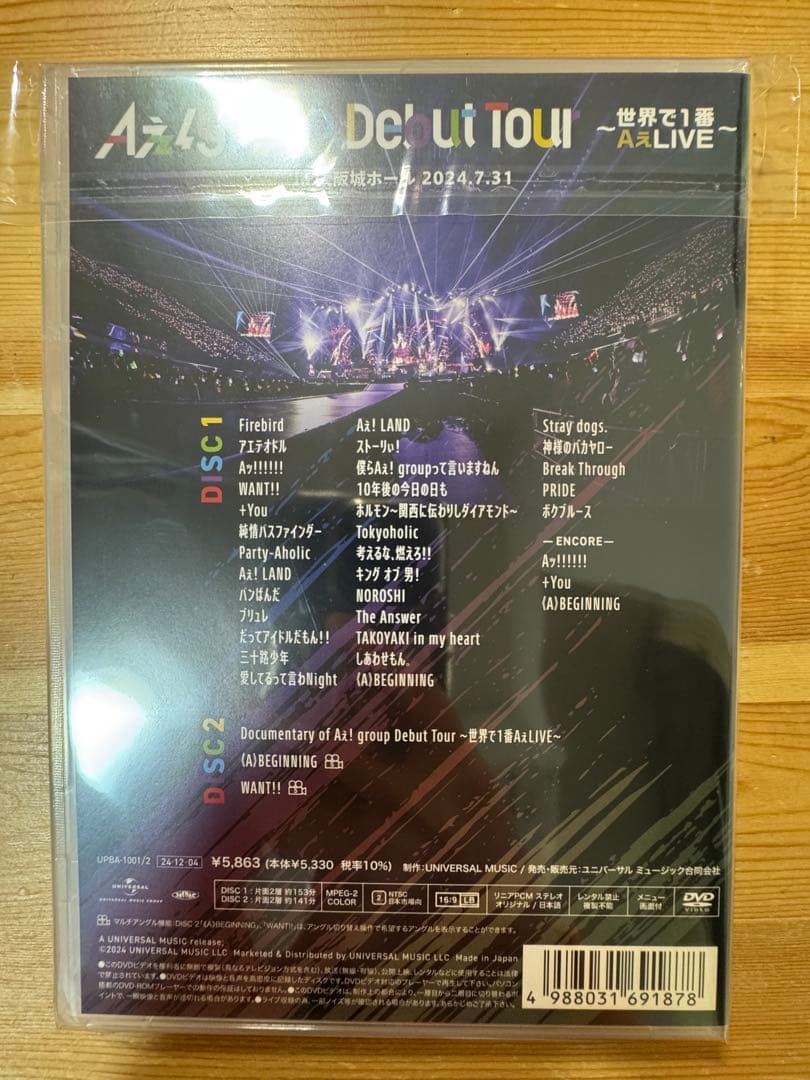 Debut Tour
～世界で1番
AぇLIVE～
阪城ホール 2024.7.31
DISC1
Firebird
アエテオドル
Aッ!!!!!!
WANT!!
+You
純情パスファインダー
Party-Aholic
Aぇ! LAND
パンぱんだ
ブリュレ
だってアイドルだもん!!
三十路少年
愛してるって言わNight
Aぇ! LAND
ストーリぃ!
僕らAぇ! groupって言いますねん
10年後の今日の日も
ホルモン～関西に伝わりしダイアモンド～
Tokyoholic
考えるな、燃えろ!!
キング オブ 男!
NOROSHI
The Answer
TAKOYAKI in my heart
しあわせもん。
《A》BEGINNING
Stray dogs.
神様のバカヤロー
Break Through
PRIDE
ボクブルース
—ENCORE—
Aッ!!!!!!
+You
《A》BEGINNING
DISC2
Documentary of Aぇ! group Debut Tour ～世界で1番AぇLIVE～
《A》BEGINNING
WANT!!
UPBA-1001/2 24・12・04 ¥5,863 (本体¥5,330 税率10%) 制作：UNIVERSAL MUSIC / 発売・販売元：ユニバーサル ミュージック合同会社
UNIVERSAL
UNIVERSAL MUSIC GROUP
DISC 1：片面2層 約153分
DISC 2：片面2層 約141分
MPEG-2
COLOR
2 NTSC
日本市場向
16:9 LB
リニアPCM ステレオ
オリジナル / 日本語
レンタル禁止
複製不能
メニュー
画面付
DVD
VIDEO
マルチアングル機能：DISC 2「《A》BEGINNING」、「WANT!!」は、アングル切り替え操作で希望するアングルを表示することができます。
A UNIVERSAL MUSIC release;
©2024 UNIVERSAL MUSIC LLC Marketed & Distributed by UNIVERSAL MUSIC LLC Made in Japan
4 988031 691878